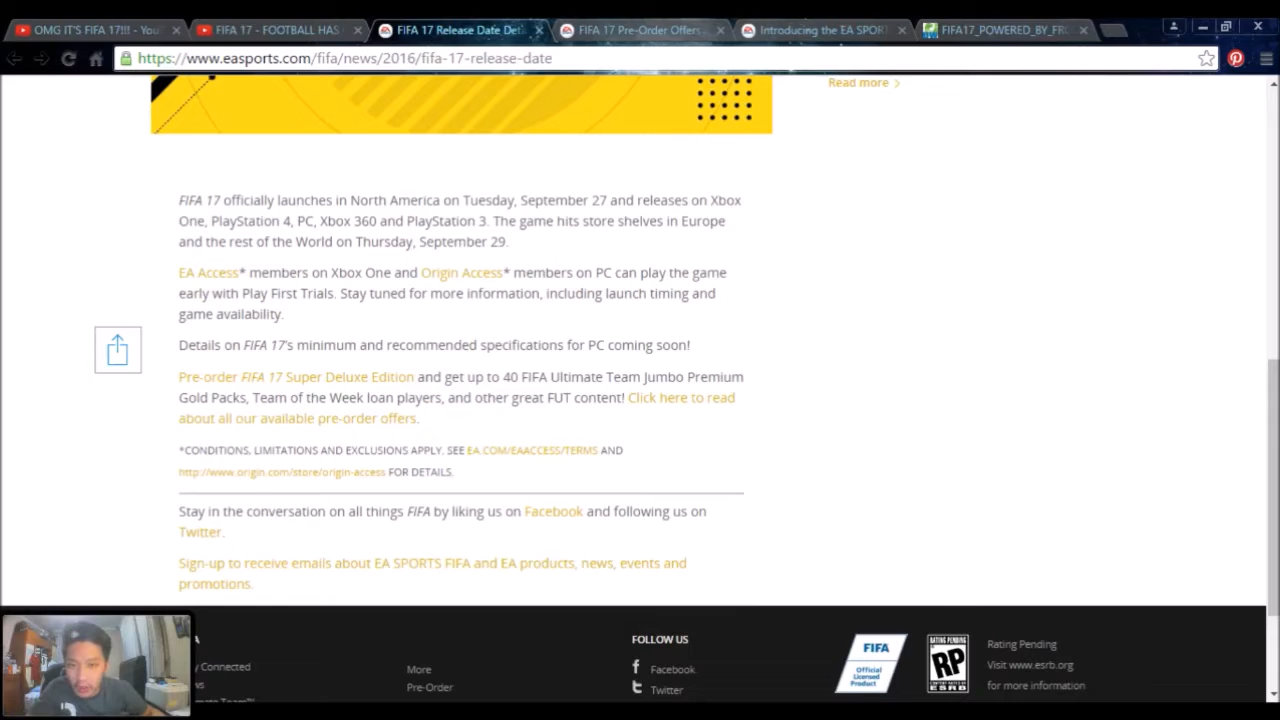 OMG IT'S FIFA 17!!! - You
FIFA 17 - FOOTBALL HAS
FIFA 17 Release Date Det
FIFA 17 Pre-Order Offers
Introducing the EA SPORT
FIFA17_POWERED_BY_FR
https://www.easports.com/fifa/news/2016/fifa-17-release-date
Read more
FIFA 17 officially launches in North America on Tuesday, September 27 and releases on Xbox
One, PlayStation 4, PC, Xbox 360 and PlayStation 3. The game hits store shelves in Europe
and the rest of the World on Thursday, September 29.
EA Access* members on Xbox One and Origin Access* members on PC can play the game
early with Play First Trials. Stay tuned for more information, including launch timing and
game availability.
Details on FIFA 17's minimum and recommended specifications for PC coming soon!
Pre-order FIFA 17 Super Deluxe Edition and get up to 40 FIFA Ultimate Team Jumbo Premium
Gold Packs, Team of the Week loan players, and other great FUT content! Click here to read
about all our available pre-order offers.
*CONDITIONS, LIMITATIONS AND EXCLUSIONS APPLY. SEE EA.COM/EAACCESS/TERMS AND
http://www.origin.com/store/origin-access FOR DETAILS.
Stay in the conversation on all things FIFA by liking us on Facebook and following us on
Twitter.
Sign-up to receive emails about EA SPORTS FIFA and EA products, news, events and
promotions.
A
y Connected
ws
More
Pre-Order
FOLLOW US
Facebook
Twitter
FIFA
Official
Licensed
Product
RATING PENDING
RP
ESRB
Rating Pending
Visit www.esrb.org
for more information